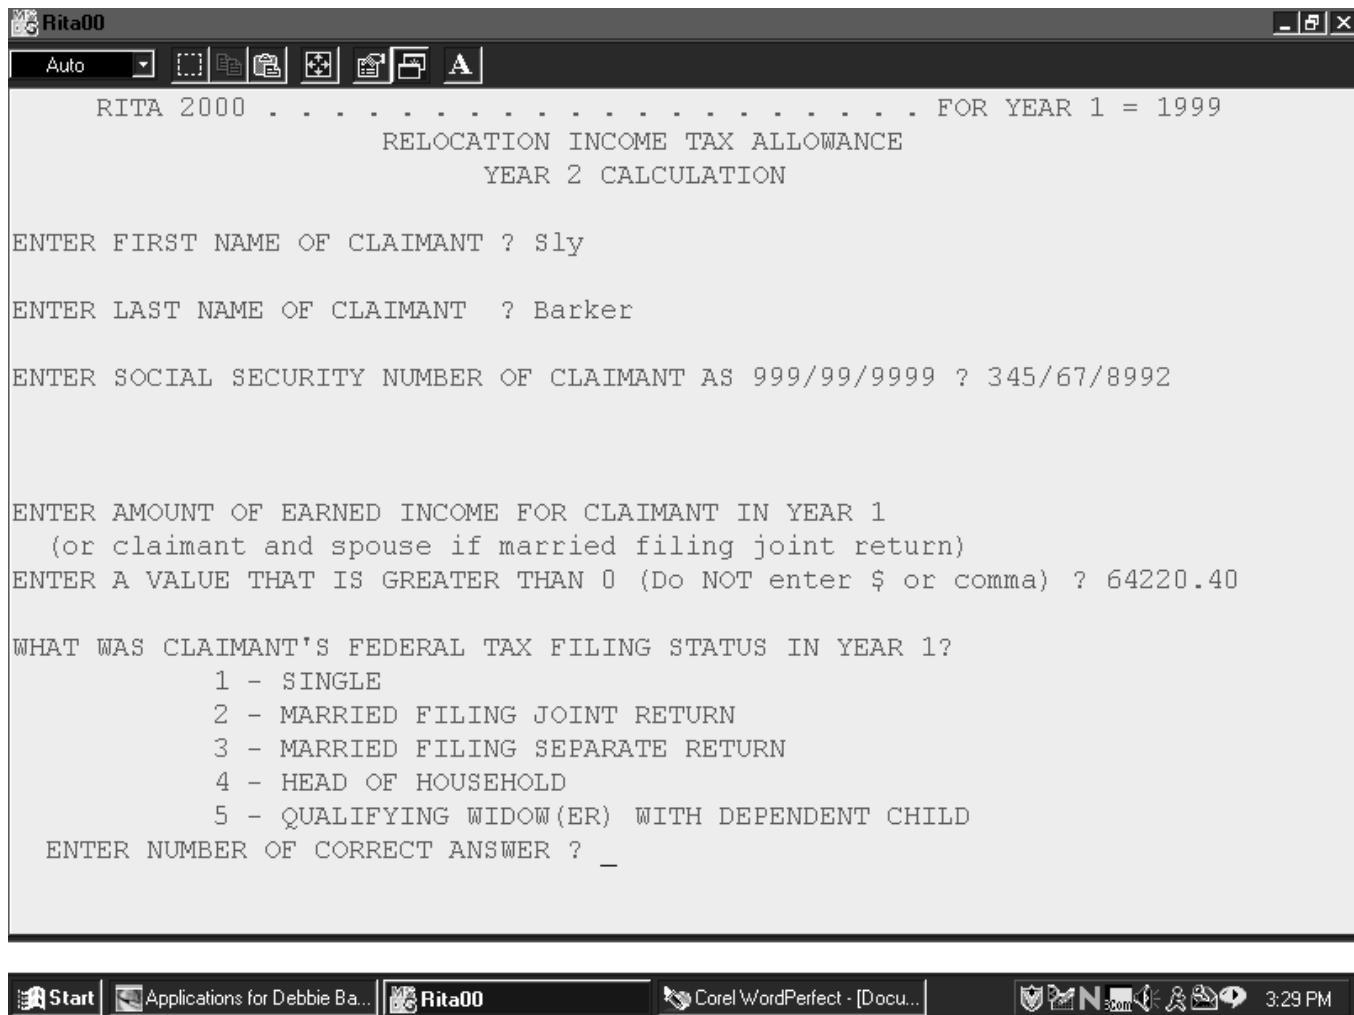 Rita00
Auto A
RITA 2000 . . . . . . . . . . . . . . . . . . . . FOR YEAR 1 = 1999
RELOCATION INCOME TAX ALLOWANCE
YEAR 2 CALCULATION
ENTER FIRST NAME OF CLAIMANT ? Sly
ENTER LAST NAME OF CLAIMANT ? Barker
ENTER SOCIAL SECURITY NUMBER OF CLAIMANT AS 999/99/9999 ? 345/67/8992
ENTER AMOUNT OF EARNED INCOME FOR CLAIMANT IN YEAR 1
(or claimant and spouse if married filing joint return)
ENTER A VALUE THAT IS GREATER THAN 0 (Do NOT enter $ or comma) ? 64220.40
WHAT WAS CLAIMANT'S FEDERAL TAX FILING STATUS IN YEAR 1?
1 - SINGLE
2 - MARRIED FILING JOINT RETURN
3 - MARRIED FILING SEPARATE RETURN
4 - HEAD OF HOUSEHOLD
5 - QUALIFYING WIDOW(ER) WITH DEPENDENT CHILD
ENTER NUMBER OF CORRECT ANSWER ? _
Start Applications for Debbie Ba... Rita00 Corel WordPerfect - [Docu... N 3Com 3:29 PM